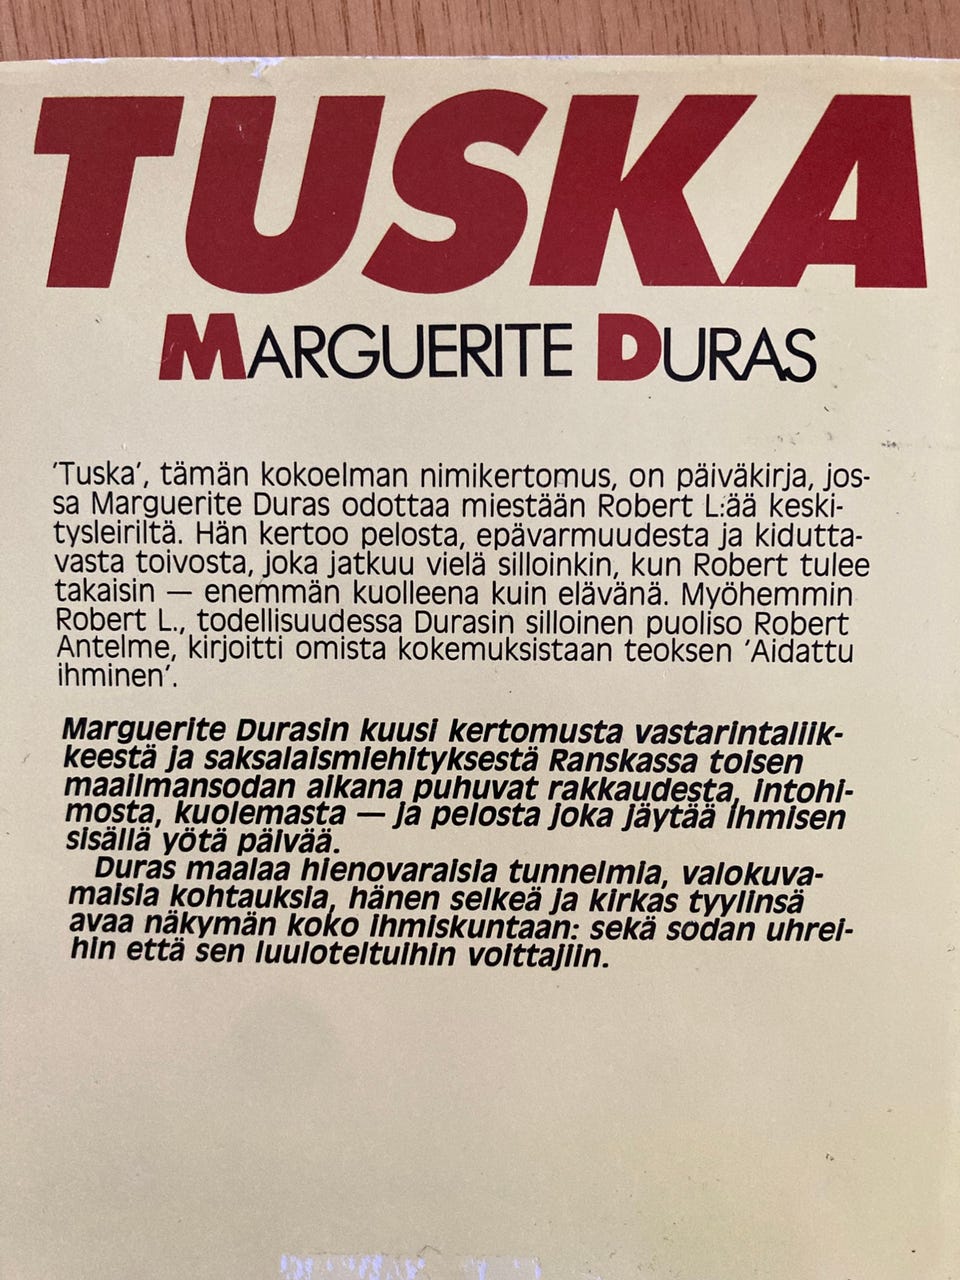 TUSKA
MARGUERITE DURAS
'Tuska', tämän kokoelman nimikertomus, on päiväkirja, jos-
sa Marguerite Duras odottaa miestään Robert L:ää keski-
tysleiriltä. Hän kertoo pelosta, epävarmuudesta ja kidutta-
vasta toivosta, joka jatkuu vielä silloinkin, kun Robert tulee
takaisin — enemmän kuolleena kuin elävänä. Myöhemmin
Robert L., todellisuudessa Durasin silloinen puoliso Robert
Antelme, kirjoitti omista kokemuksistaan teoksen 'Aidattu
ihminen'.
Marguerite Durasin kuusi kertomusta vastarintaliik-
keestä ja saksalaismiehityksestä Ranskassa toisen
maailmansodan aikana puhuvat rakkaudesta, intohi-
mosta, kuolemasta — ja pelosta joka jäytää ihmisen
sisällä yötä päivää.
Duras maalaa hienovaraisia tunnelmia, valokuva-
maisia kohtauksia, hänen selkeä ja kirkas tyylinsä
avaa näkymän koko ihmiskuntaan: sekä sodan uhrei-
hin että sen luuloteltuihin voittajiin.